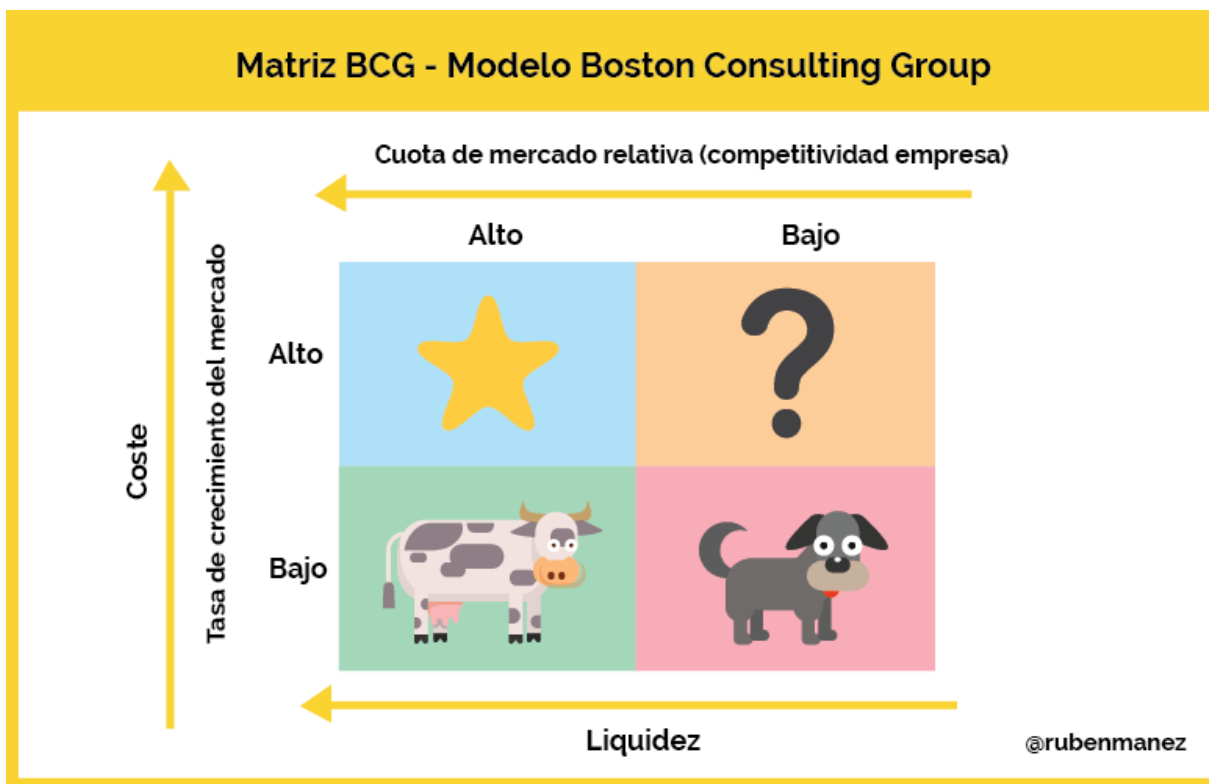 Matriz BCG - Modelo Boston Consulting Group
Cuota de mercado relativa (competitividad empresa)
Alto
Bajo
Coste
Tasa de crecimiento del mercado
Alto
Bajo
?
Liquidez
@rubenmanez